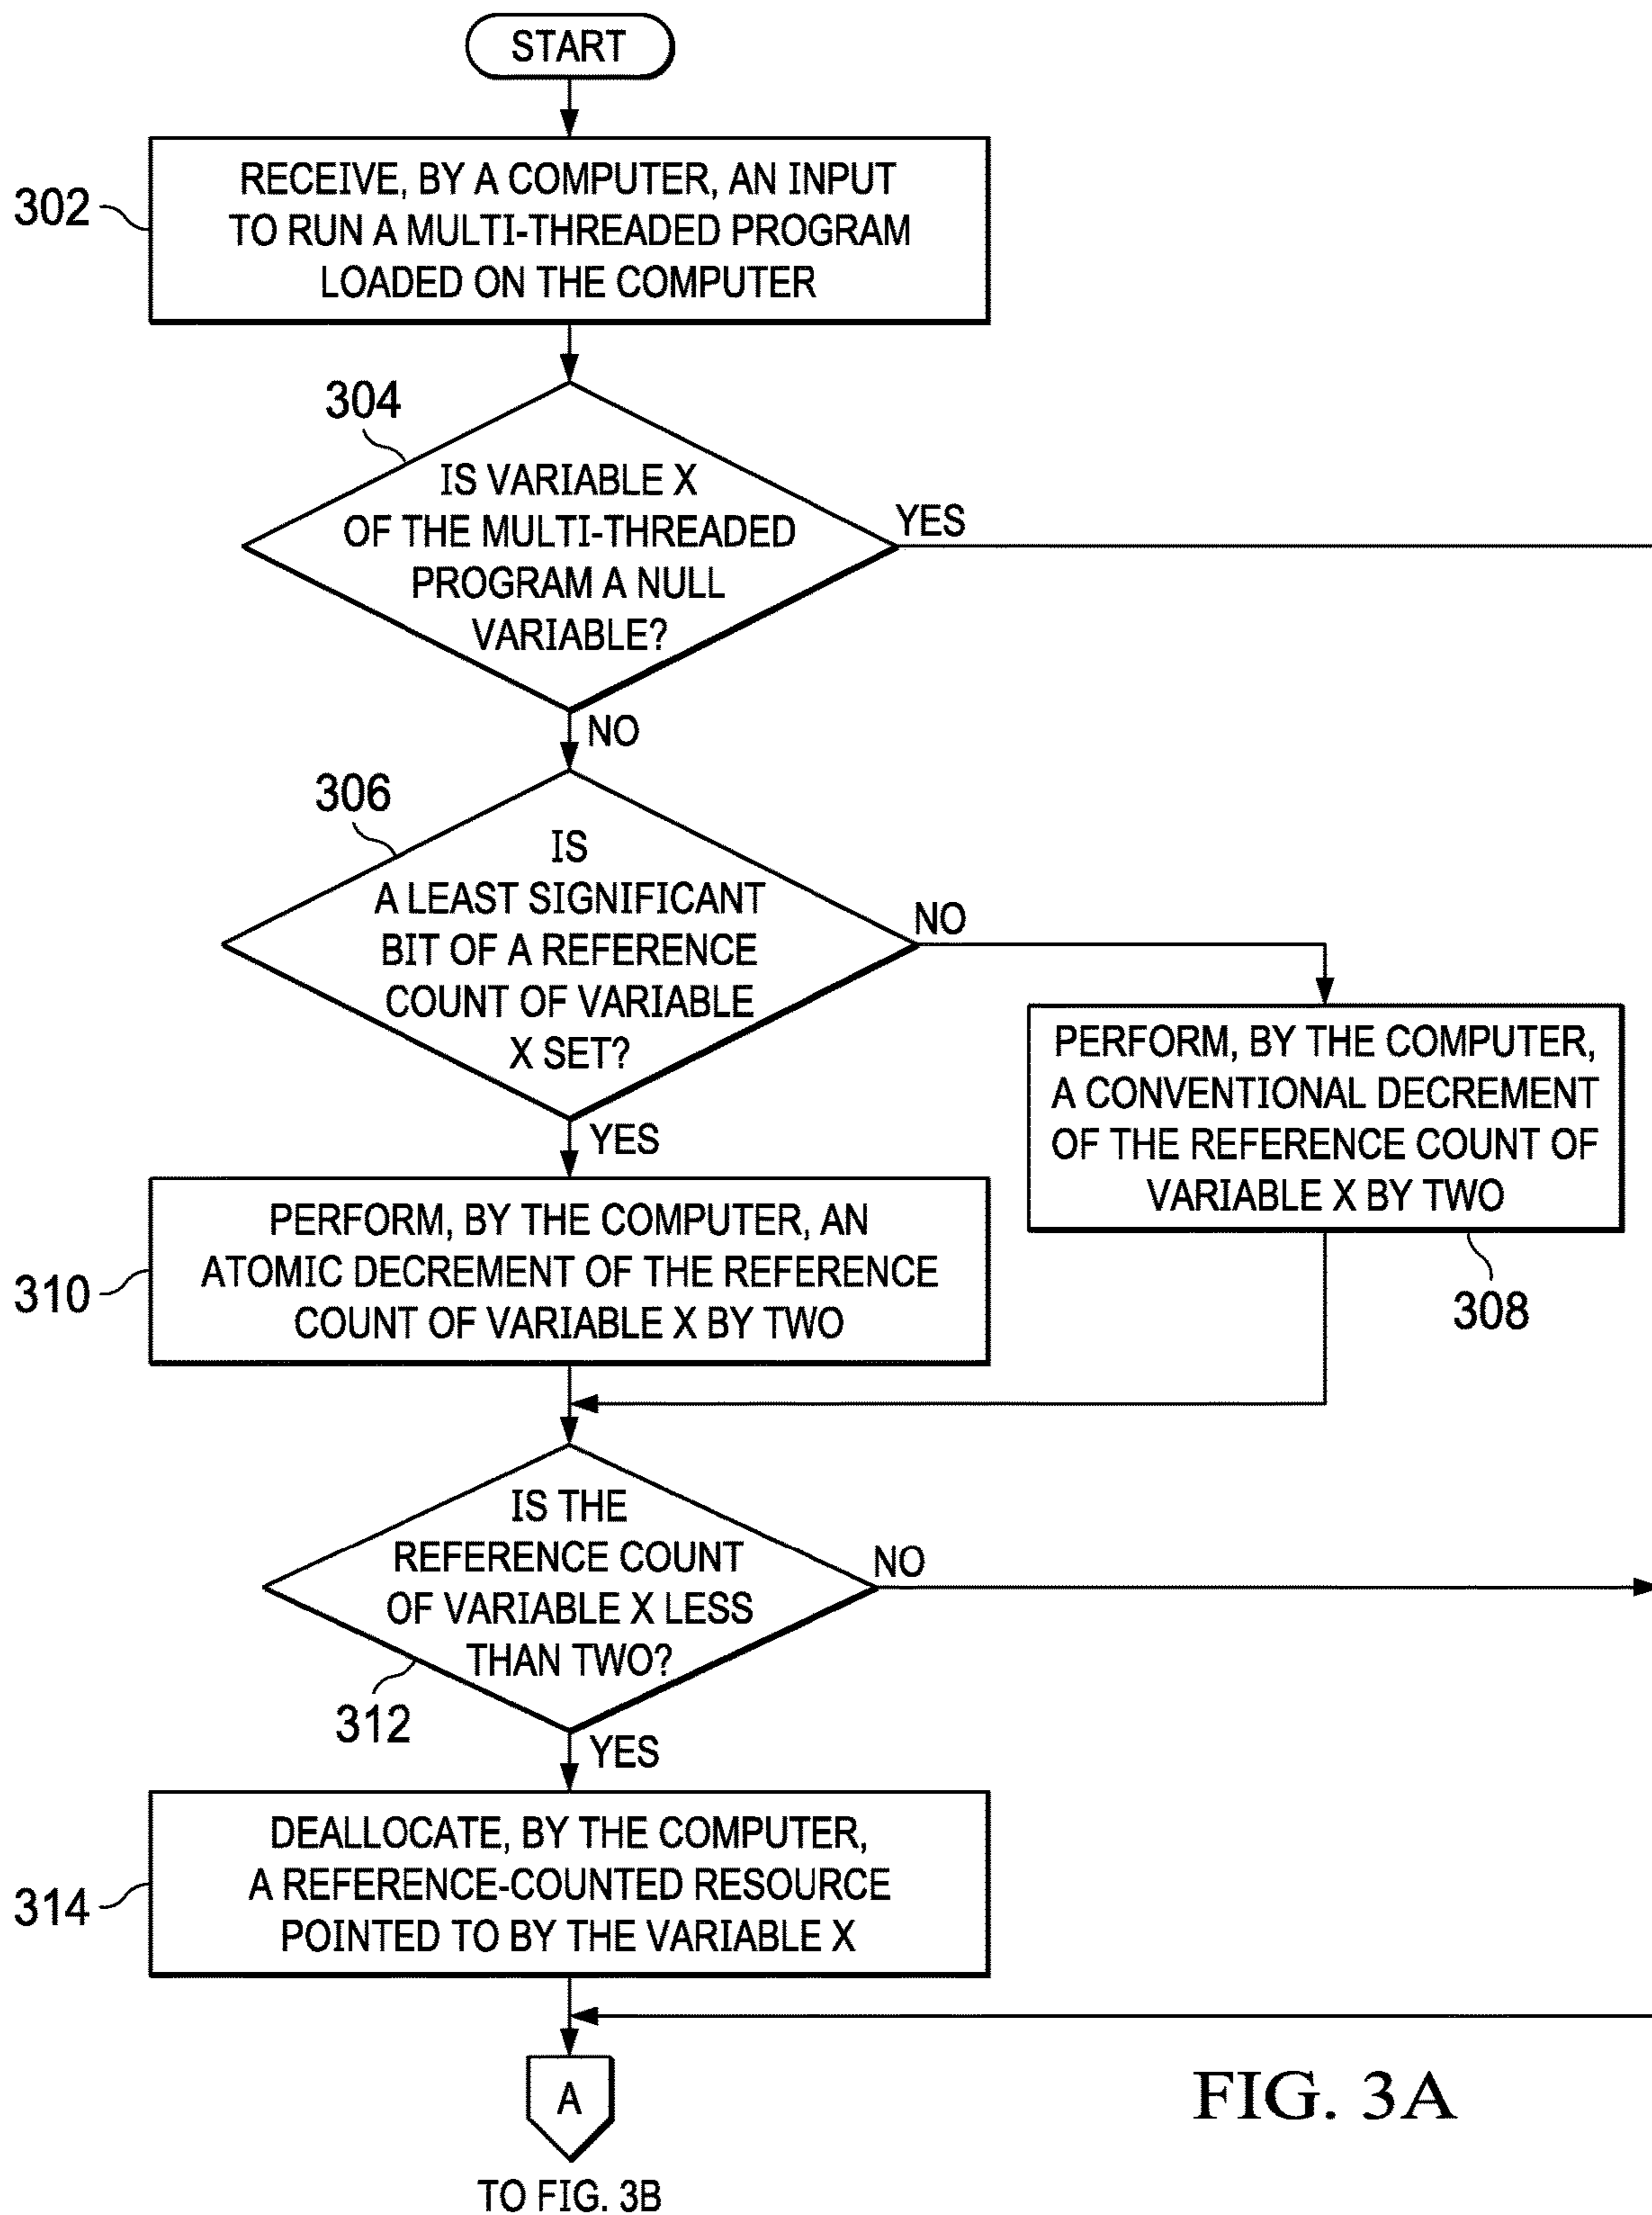 START
302
RECEIVE, BY A COMPUTER, AN INPUT
TO RUN A MULTI-THREADED PROGRAM
LOADED ON THE COMPUTER
304
IS VARIABLE X
OF THE MULTI-THREADED
PROGRAM A NULL
VARIABLE?
YES
NO
306
IS
A LEAST SIGNIFICANT
BIT OF A REFERENCE
COUNT OF VARIABLE
X SET?
NO
YES
PERFORM, BY THE COMPUTER,
A CONVENTIONAL DECREMENT
OF THE REFERENCE COUNT OF
VARIABLE X BY TWO
308
310
PERFORM, BY THE COMPUTER, AN
ATOMIC DECREMENT OF THE REFERENCE
COUNT OF VARIABLE X BY TWO
IS THE
REFERENCE COUNT
OF VARIABLE X LESS
THAN TWO?
NO
312
YES
314
DEALLOCATE, BY THE COMPUTER,
A REFERENCE-COUNTED RESOURCE
POINTED TO BY THE VARIABLE X
A
TO FIG. 3B
FIG. 3A